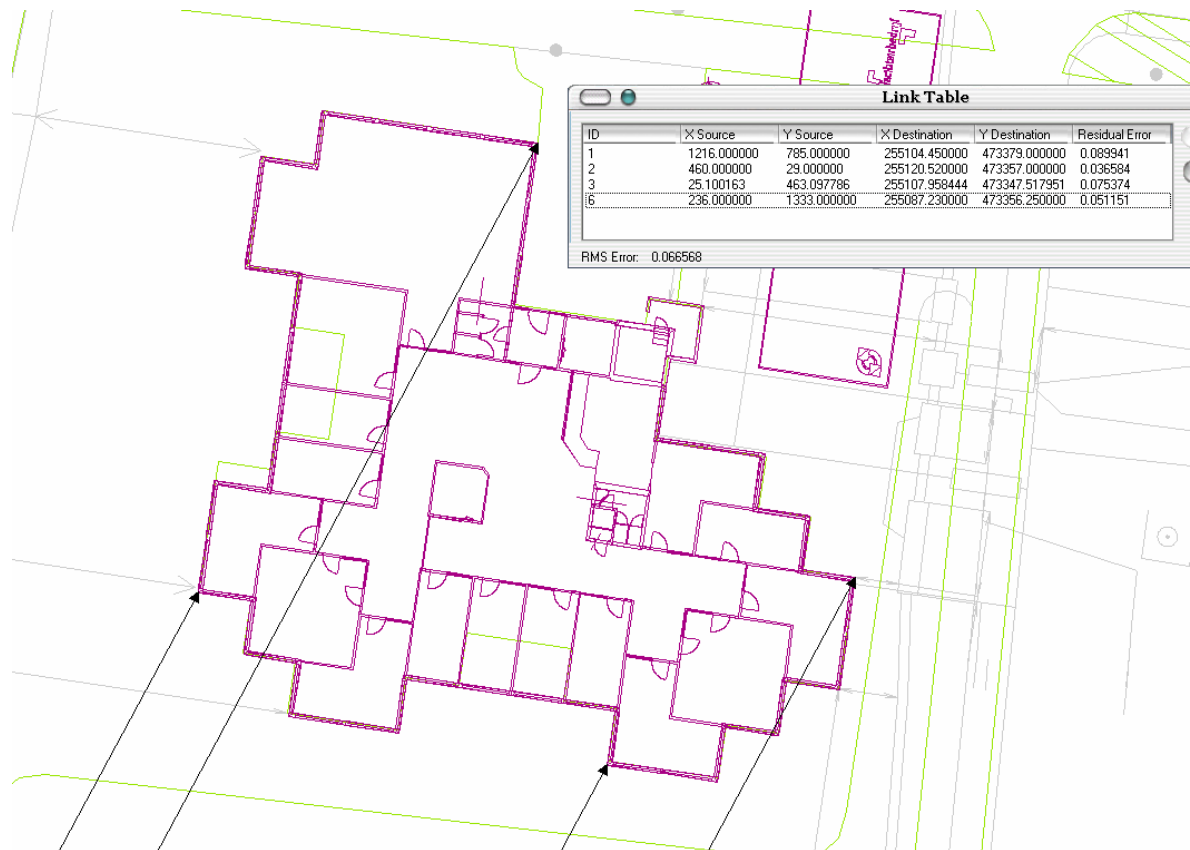 Link Table
ID X Source Y Source X Destination Y Destination Residual Error
1 1216.000000 785.000000 255104.450000 473379.000000 0.089941
2 460.000000 29.000000 255120.520000 473357.000000 0.036584
3 25.100163 463.097786 255107.958444 473347.517951 0.075374
6 236.000000 1333.000000 255087.230000 473356.250000 0.051151
RMS Error: 0.066568